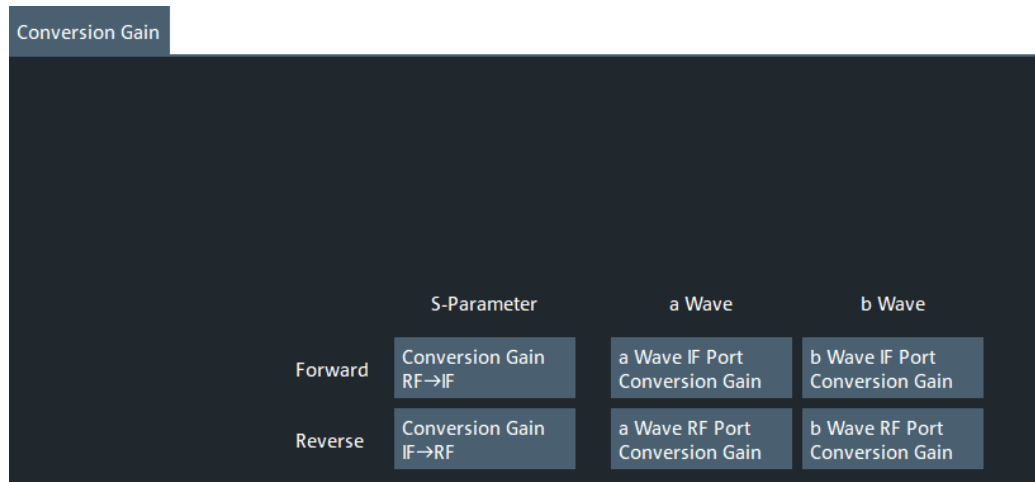 Conversion Gain
S-Parameter a Wave b Wave
Forward
Conversion Gain
RF→IF
a Wave IF Port
Conversion Gain
b Wave IF Port
Conversion Gain
Reverse
Conversion Gain
IF→RF
a Wave RF Port
Conversion Gain
b Wave RF Port
Conversion Gain